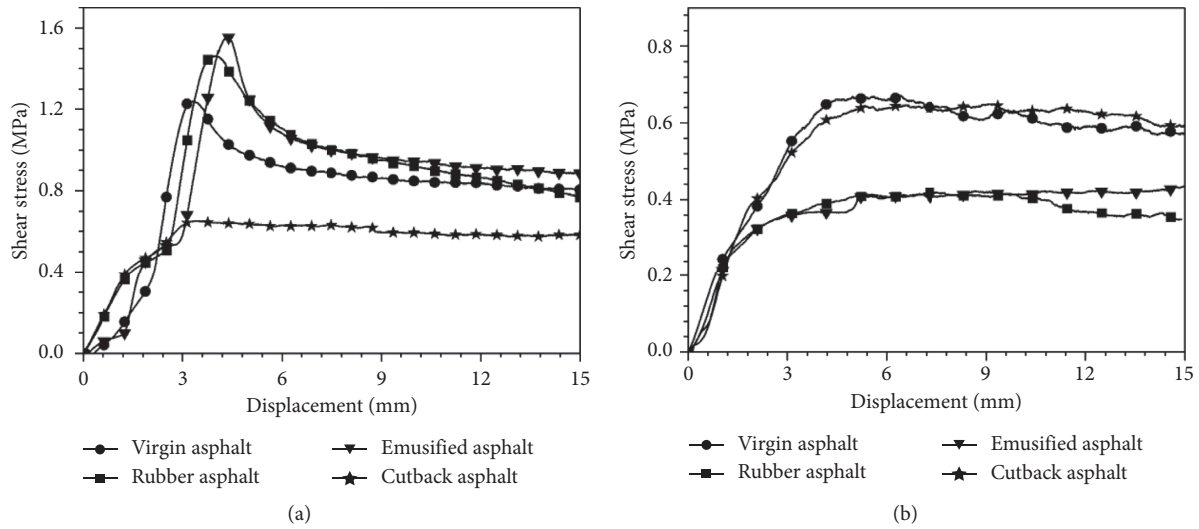 1.6
1.2
0.8
0.4
0.0
Shear stress (MPa)
0 3 6 9 12 15
Displacement (mm)
Virgin asphalt Emusified asphalt
Rubber asphalt Cutback asphalt
(a)
0.8
0.6
0.4
0.2
0.0
Shear stress (MPa)
0 3 6 9 12 15
Displacement (mm)
Virgin asphalt Emusified asphalt
Rubber asphalt Cutback asphalt
(b)